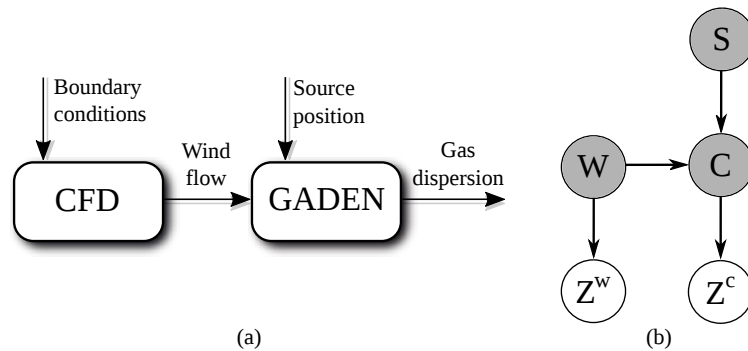 Boundary
conditions
Source
position
CFD
Wind
flow
GADEN
Gas
dispersion
(a)
S
W
C
Z^w
Z^c
(b)